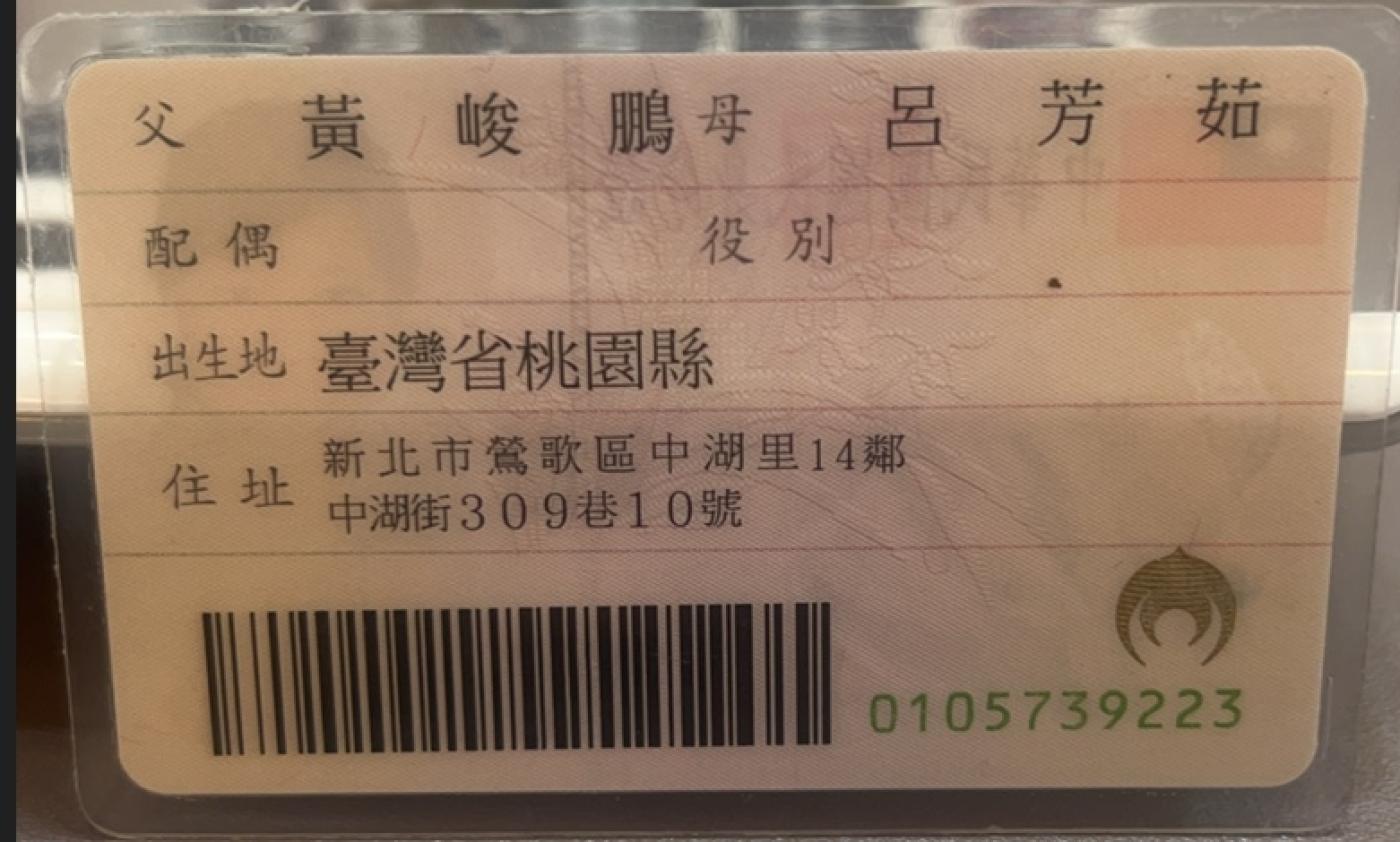 父 黃峻鵬 母 呂芳茹
配偶 役別
出生地 臺灣省桃園縣
住址 新北市鶯歌區中湖里14鄰
中湖街309巷10號
0105739223